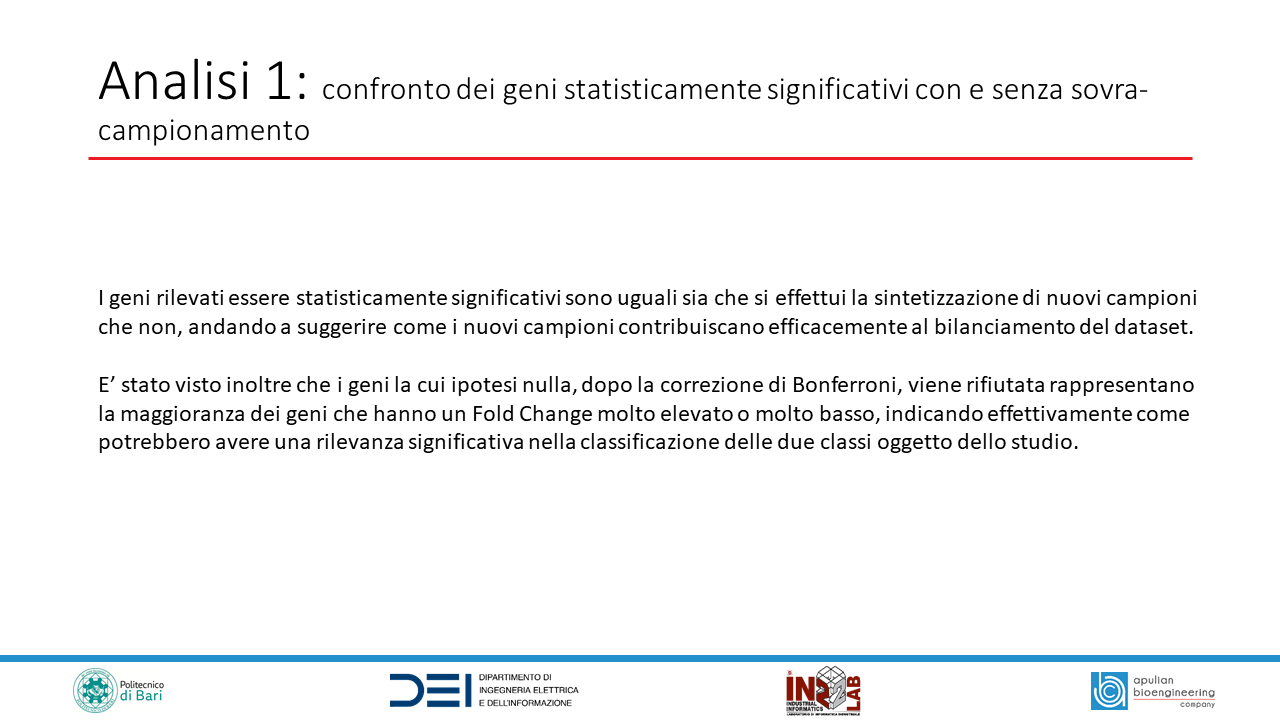 Analisi 1: confronto dei geni statisticamente significativi con e senza sovra-
campionamento
I geni rilevati essere statisticamente significativi sono uguali sia che si effettui la sintetizzazione di nuovi campioni
che non, andando a suggerire come i nuovi campioni contribuiscano efficacemente al bilanciamento del dataset.
E’ stato visto inoltre che i geni la cui ipotesi nulla, dopo la correzione di Bonferroni, viene rifiutata rappresentano
la maggioranza dei geni che hanno un Fold Change molto elevato o molto basso, indicando effettivamente come
potrebbero avere una rilevanza significativa nella classificazione delle due classi oggetto dello studio.
Politecnico
di Bari
DEI
DIPARTIMENTO DI
INGEGNERIA ELETTRICA
E DELL'INFORMAZIONE
INDUSTRIAL
INFORMATICS
LAB
LABORATORIO DI INFORMATICA INDUSTRIALE
apulian
bioengineering
company